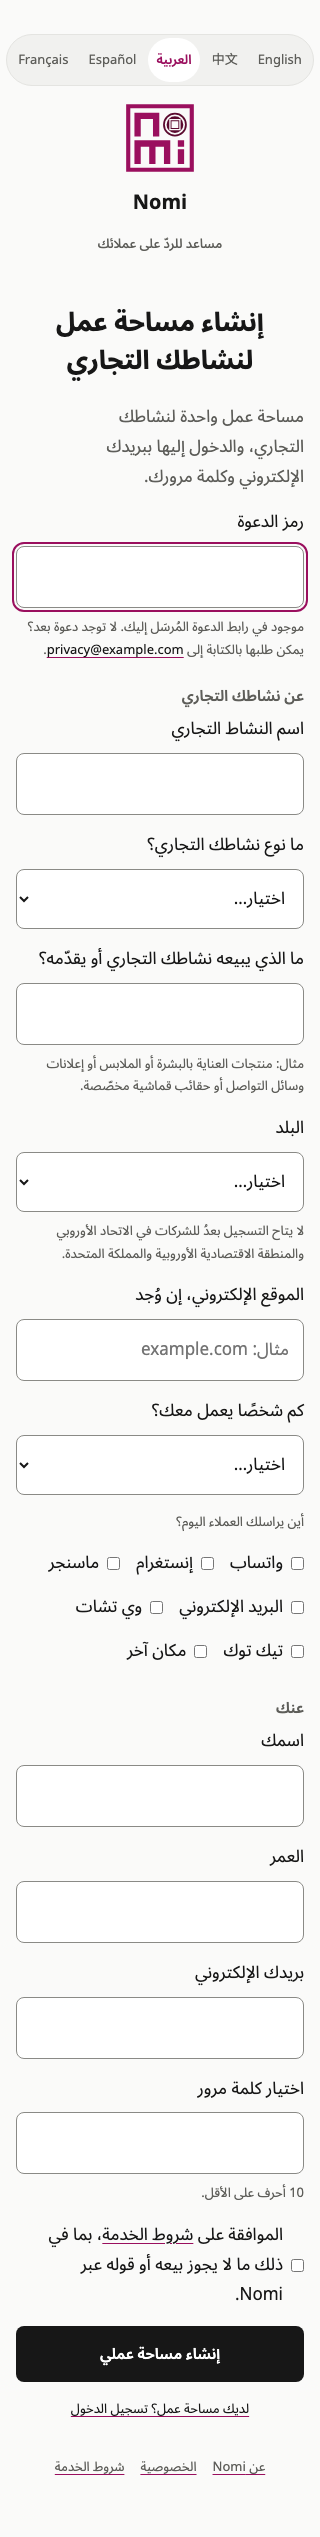 English 中文 العربية Español Français
nomi
Nomi
مساعد للردّ على عملائك
إنشاء مساحة عمل
لنشاطك التجاري
مساحة عمل واحدة لنشاطك
التجاري، والدخول إليها ببريدك
الإلكتروني وكلمة مرورك.
رمز الدعوة
موجود في رابط الدعوة المُرسَل إليك. لا توجد دعوة بعد؟
يمكن طلبها بالكتابة إلى privacy@example.com.
عن نشاطك التجاري
اسم النشاط التجاري
ما نوع نشاطك التجاري؟
اختيار…
ما الذي يبيعه نشاطك التجاري أو يقدّمه؟
مثال: منتجات العناية بالبشرة أو الملابس أو إعلانات
وسائل التواصل أو حقائب قماشية مخصّصة.
البلد
اختيار…
لا يتاح التسجيل بعدُ للشركات في الاتحاد الأوروبي
والمنطقة الاقتصادية الأوروبية والمملكة المتحدة.
الموقع الإلكتروني، إن وُجد
مثال: example.com
كم شخصًا يعمل معك؟
اختيار…
أين يراسلك العملاء اليوم؟
واتساب إنستغرام ماسنجر
البريد الإلكتروني وي تشات
تيك توك مكان آخر
عنك
اسمك
العمر
بريدك الإلكتروني
اختيار كلمة مرور
10 أحرف على الأقل.
الموافقة على شروط الخدمة، بما في
ذلك ما لا يجوز بيعه أو قوله عبر
Nomi.
إنشاء مساحة عملي
لديك مساحة عمل؟ تسجيل الدخول
عن Nomi الخصوصية شروط الخدمة